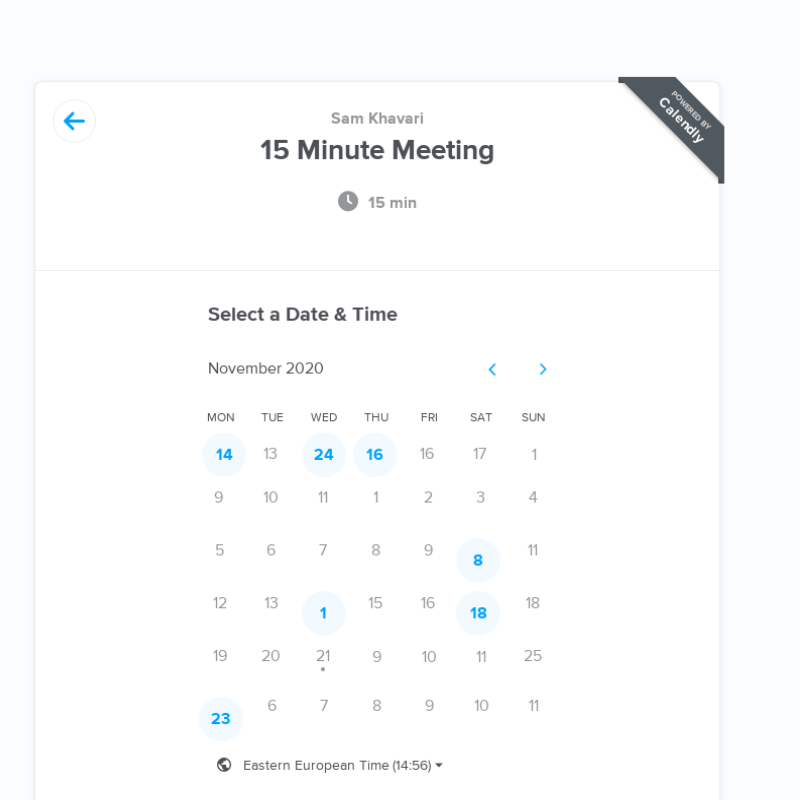 Sam Khavari
POWERED BY
Calendly
15 Minute Meeting
15 min
Select a Date & Time
November 2020
MON TUE WED THU FRI SAT SUN
14 13 24 16 16 17 1
9 10 11 1 2 3 4
5 6 7 8 9 8 11
12 13 1 15 16 18 18
19 20 21 9 10 11 25
23 6 7 8 9 10 11
Eastern European Time (14:56)